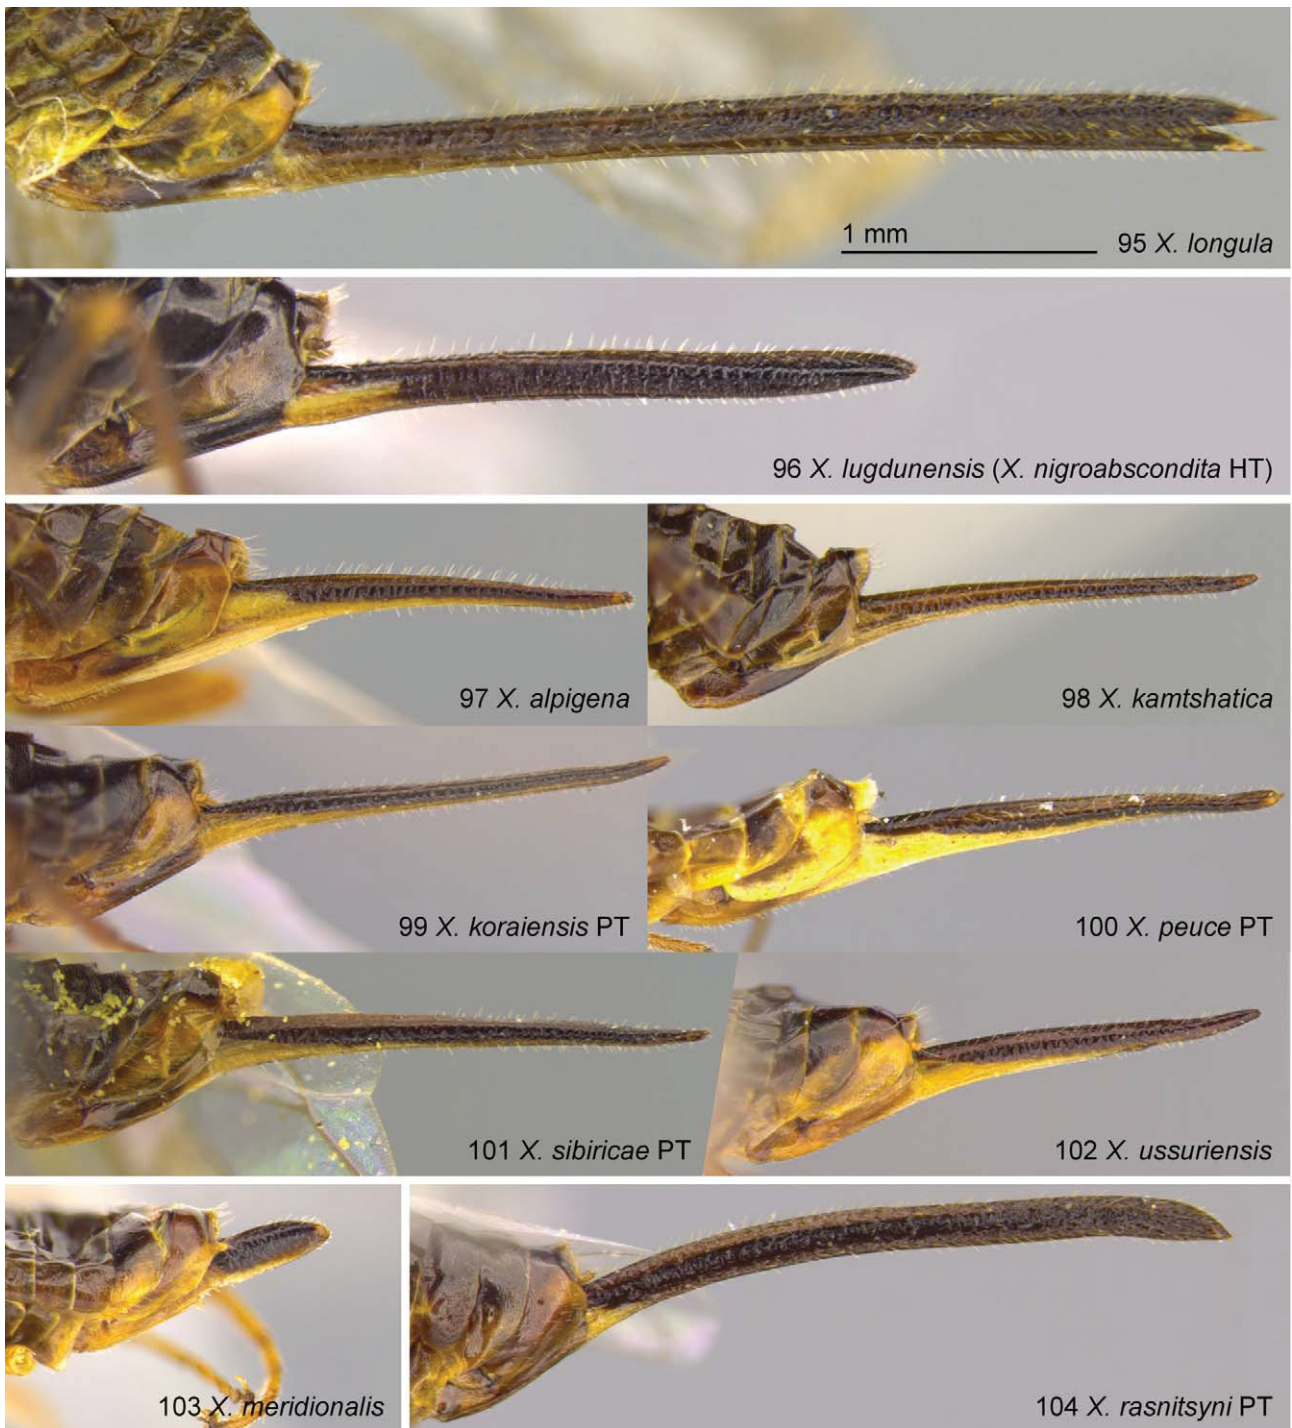 1 mm
95 X. longula
96 X. lugdunensis (X. nigroabscondita HT)
97 X. alpigena
98 X. kamtshatica
99 X. koraiensis PT
100 X. peuce PT
101 X. sibiricae PT
102 X. ussuriensis
103 X. meridionalis
104 X. rasnitsyni PT